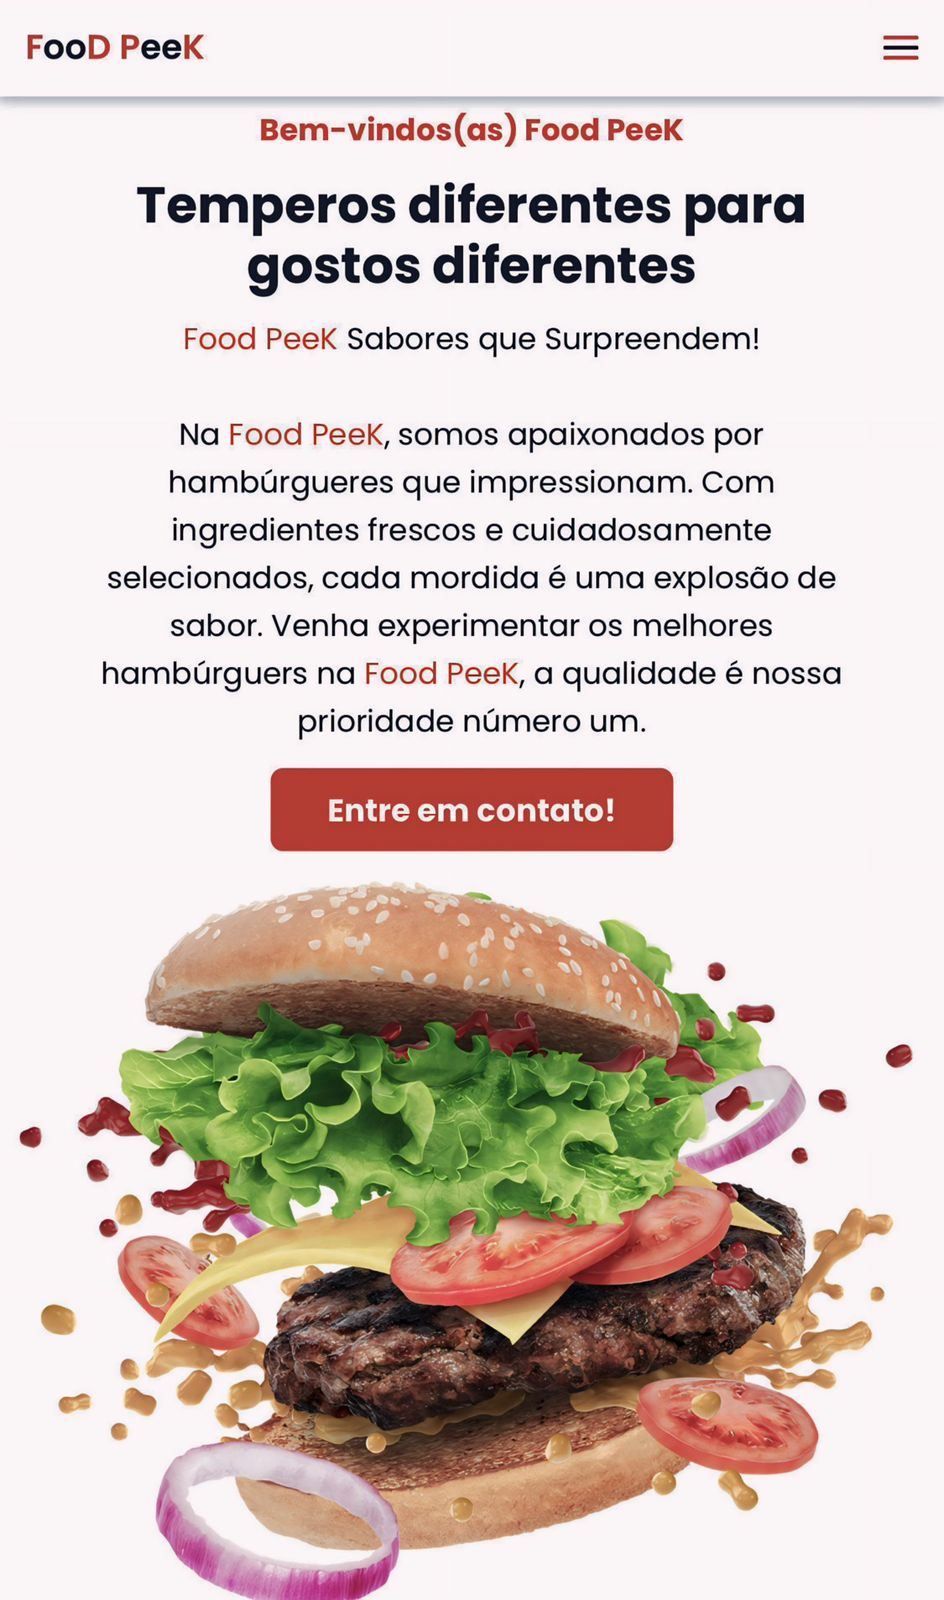 FooD PeeK
Bem-vindos(as) Food PeeK
Temperos diferentes para
gostos diferentes
Food PeeK Sabores que Surpreendem!
Na Food PeeK, somos apaixonados por
hambúrgueres que impressionam. Com
ingredientes frescos e cuidadosamente
selecionados, cada mordida é uma explosão de
sabor. Venha experimentar os melhores
hambúrguers na Food PeeK, a qualidade é nossa
prioridade número um.
Entre em contato!